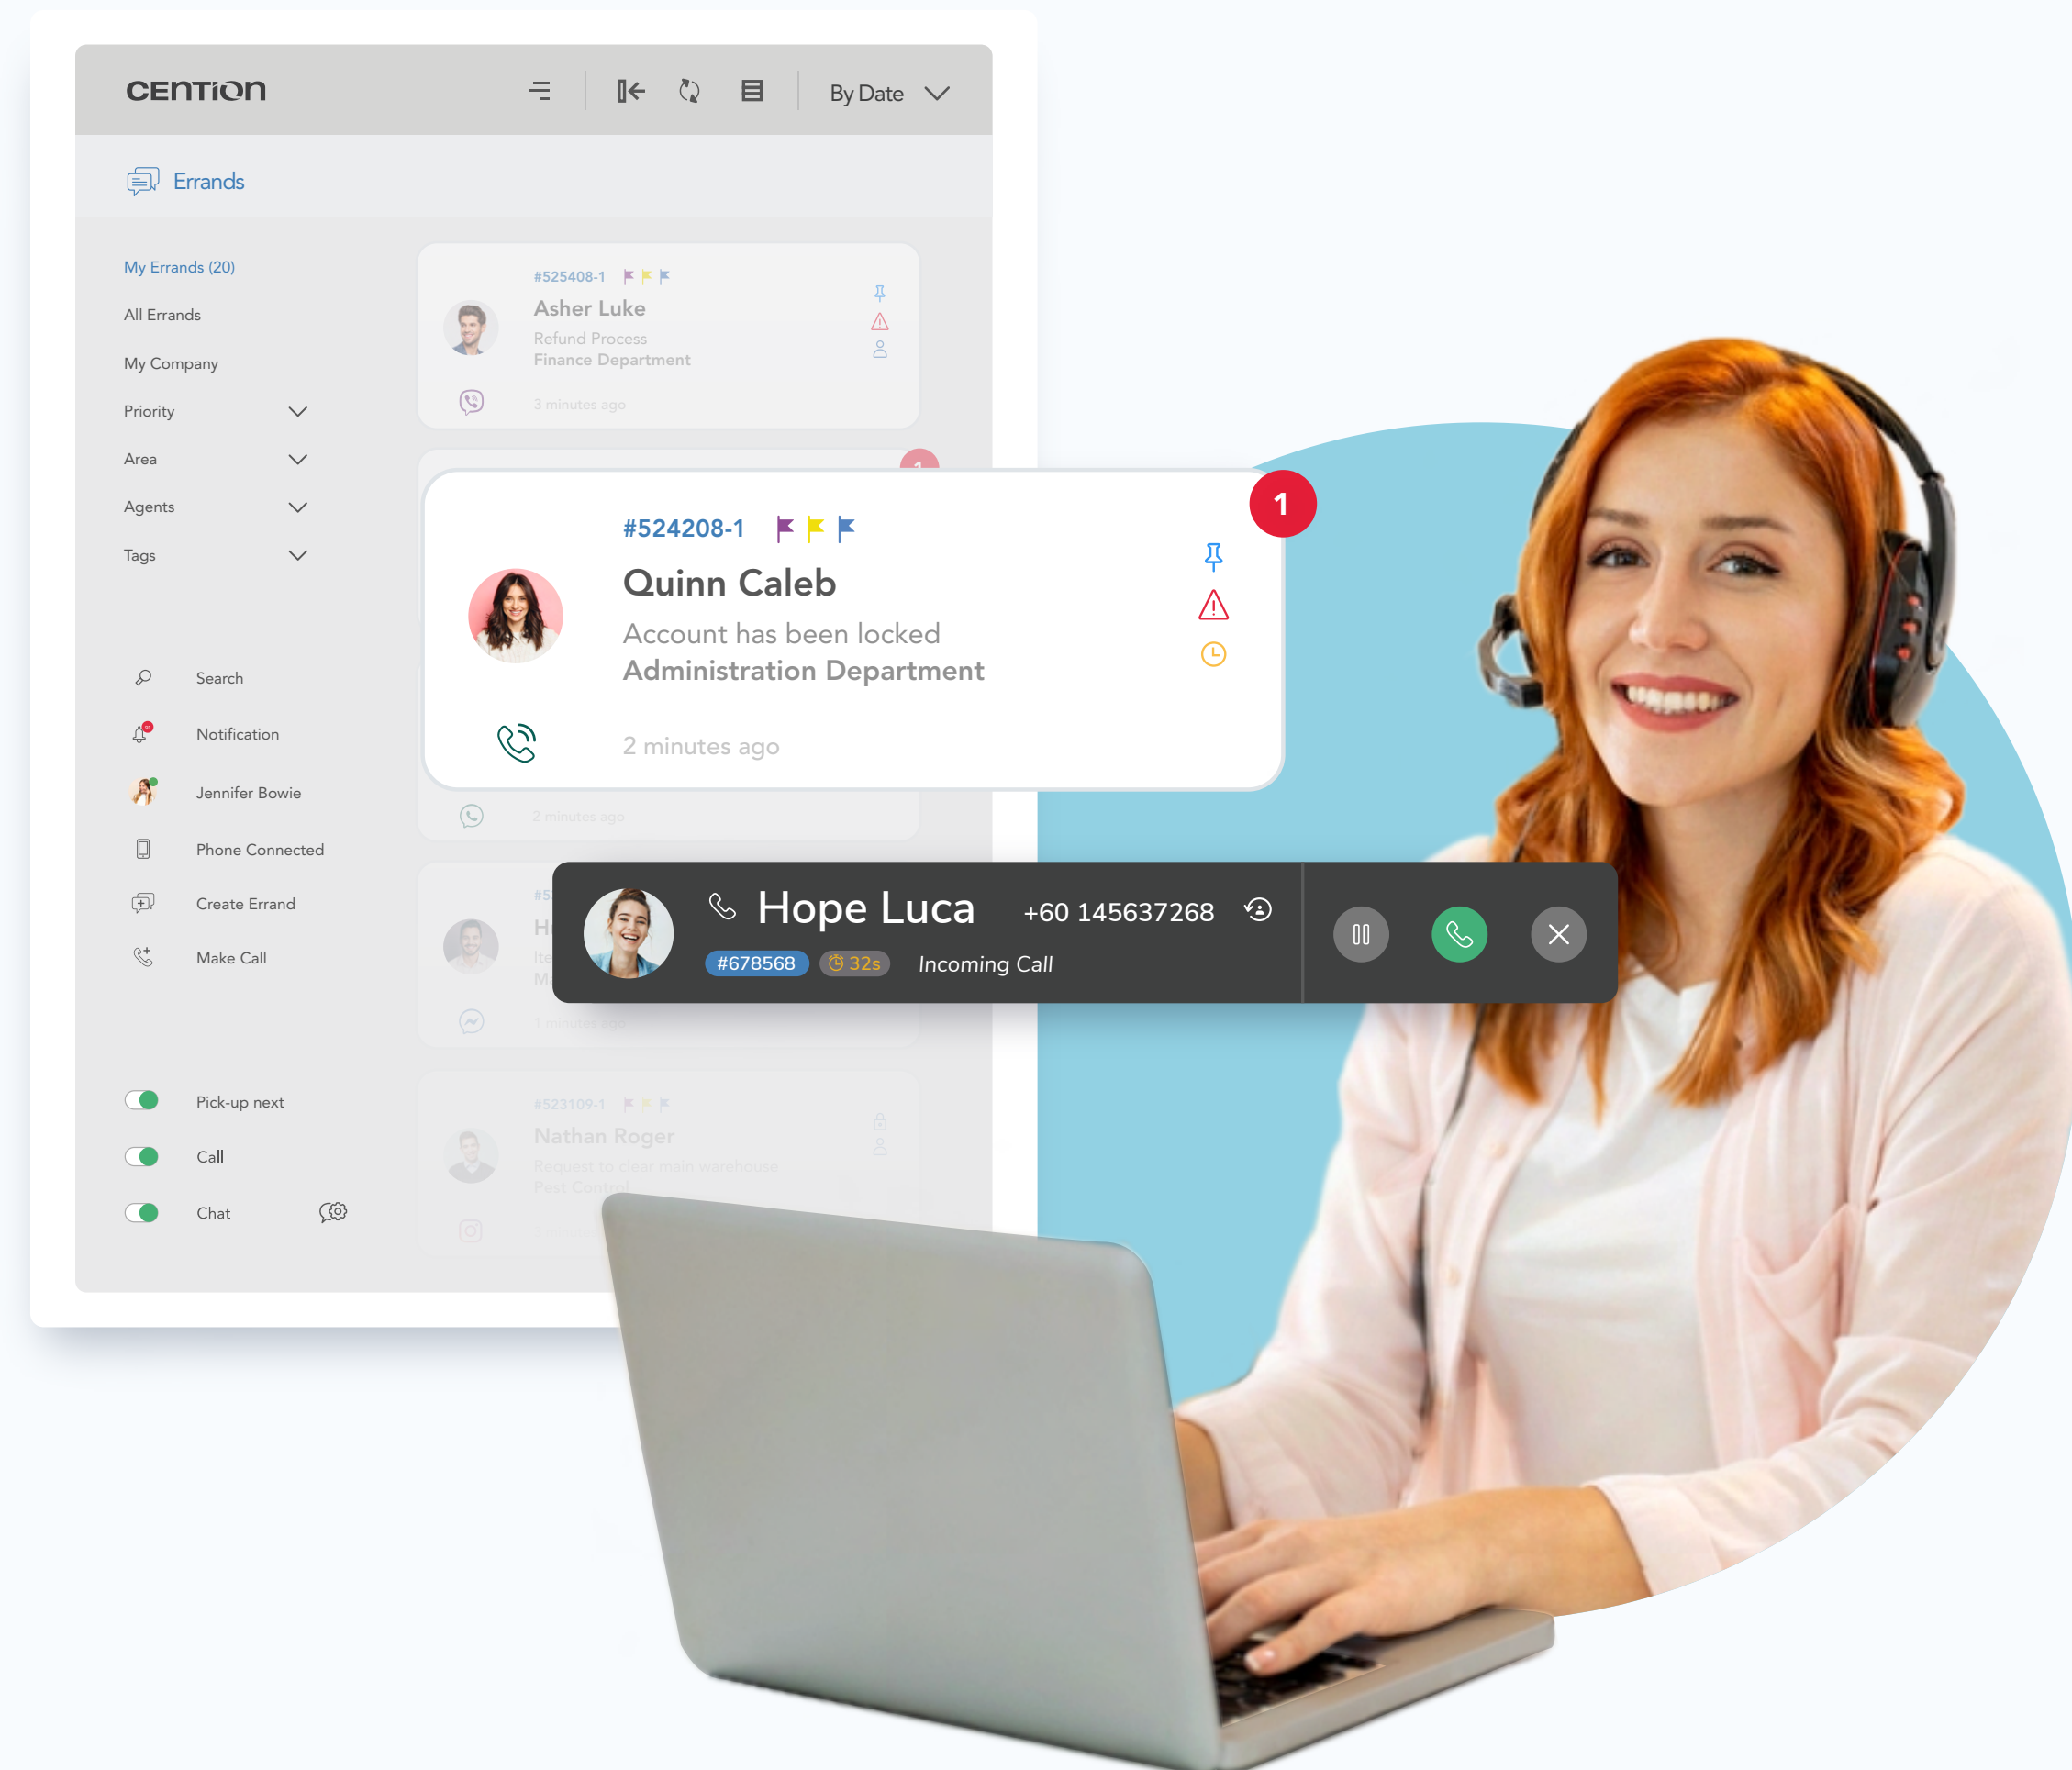 CENTION
By Date
Errands
My Errands (20)
All Errands
My Company
Priority
Area
Agents
Tags
Search
Notification
Jennifer Bowie
Phone Connected
Create Errand
Make Call
Pick-up next
Call
Chat
#525408-1
Asher Luke
Refund Process
Finance Department
3 minutes ago
1
#524208-1
Quinn Caleb
Account has been locked
Administration Department
2 minutes ago
2 minutes ago
Hope Luca +60 145637268
#678568 32s Incoming Call
1 minutes ago
#523109-1
Nathan Roger
Request to clear main warehouse
Pest Control